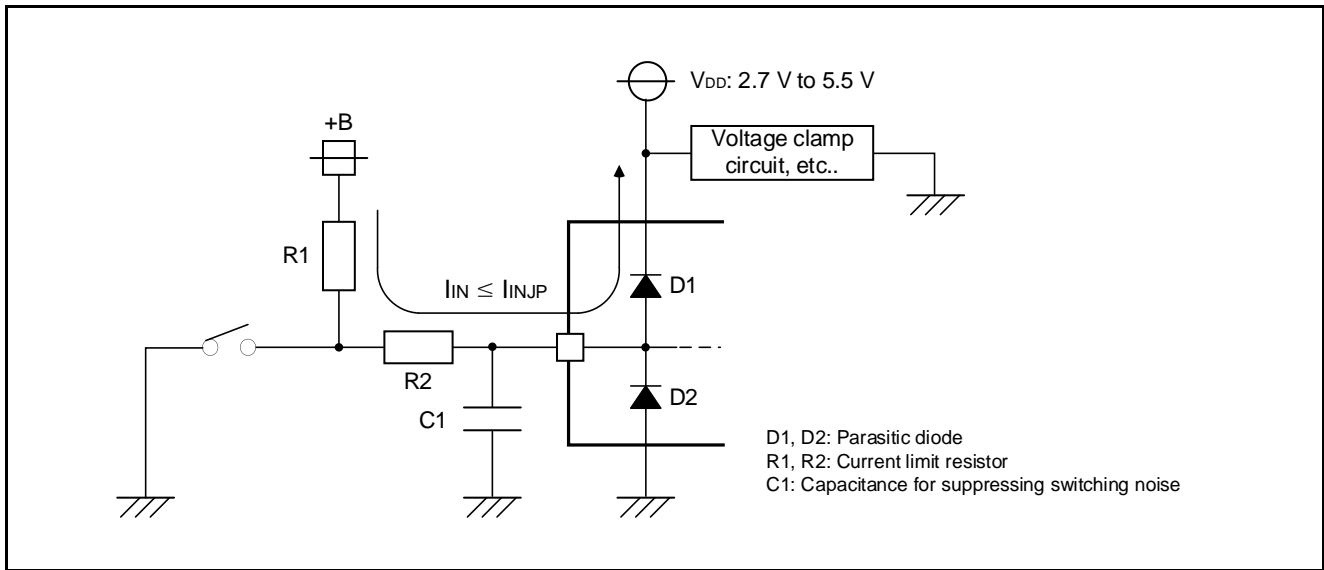 VDD: 2.7 V to 5.5 V
+B
Voltage clamp
circuit, etc..
R1
IIN ≤ IINJP
D1
R2
C1
D2
D1, D2: Parasitic diode
R1, R2: Current limit resistor
C1: Capacitance for suppressing switching noise